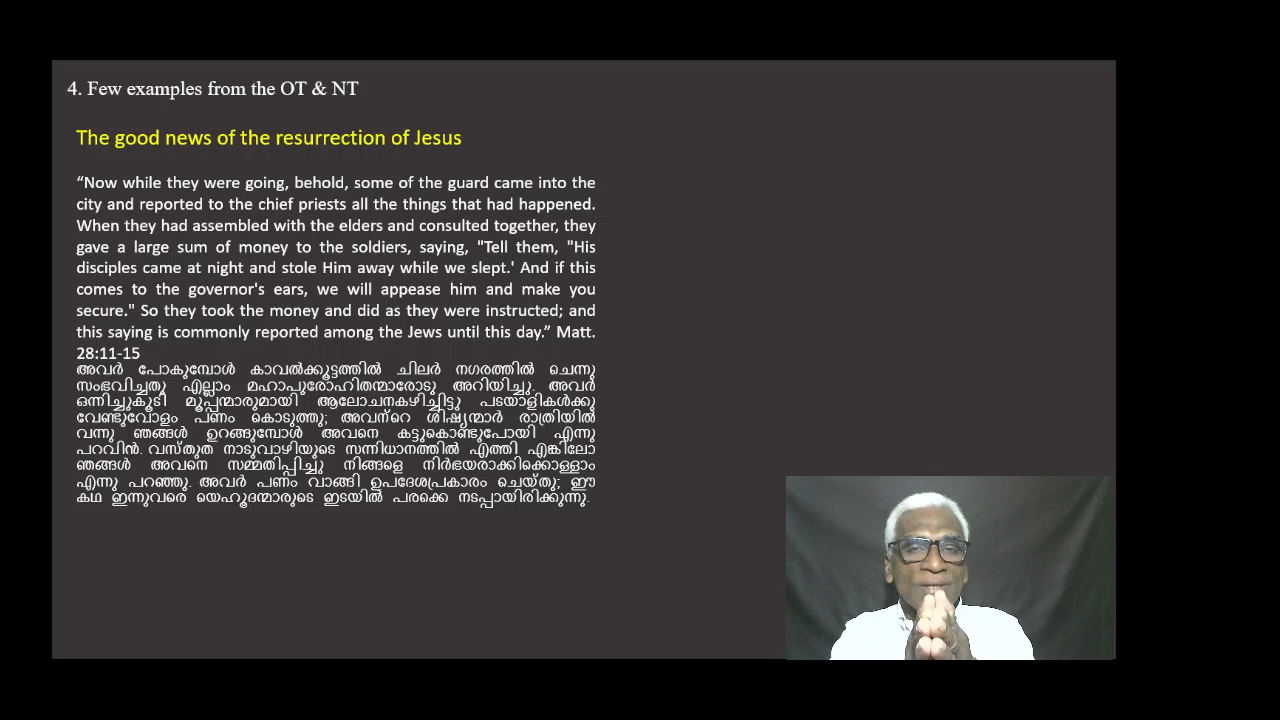 4. Few examples from the OT & NT
The good news of the resurrection of Jesus
“Now while they were going, behold, some of the guard came into the
city and reported to the chief priests all the things that had happened.
When they had assembled with the elders and consulted together, they
gave a large sum of money to the soldiers, saying, "Tell them, "His
disciples came at night and stole Him away while we slept.' And if this
comes to the governor's ears, we will appease him and make you
secure." So they took the money and did as they were instructed; and
this saying is commonly reported among the Jews until this day.” Matt.
28:11-15
അവർ പോകുമ്പോൾ കാവൽക്കൂട്ടത്തിൽ ചിലർ നഗരത്തിൽ ചെന്നു
സംഭവിച്ചതു എല്ലാം മഹാപുരോഹിതന്മാരോടു അറിയിച്ചു. അവർ
ഒന്നിച്ചുകൂടി മൂപ്പന്മാരുമായി ആലോചനകഴിച്ചിട്ടു പടയാളികൾക്കു
വേണ്ടുവോളം പണം കൊടുത്തു; അവന്റെ ശിഷ്യന്മാർ രാത്രിയിൽ
വന്നു ഞങ്ങൾ ഉറങ്ങുമ്പോൾ അവനെ കട്ടുകൊണ്ടുപോയി എന്നു
പറവിൻ. വസ്തുത നാടുവാഴിയുടെ സന്നിധാനത്തിൽ എത്തി എങ്കിലോ
ഞങ്ങൾ അവനെ സമ്മതിപ്പിച്ചു നിങ്ങളെ നിർഭയരാക്കിക്കൊള്ളാം
എന്നു പറഞ്ഞു. അവർ പണം വാങ്ങി ഉപദേശപ്രകാരം ചെയ്തു; ഈ
കഥ ഇന്നുവരെ യെഹൂദന്മാരുടെ ഇടയിൽ പരക്കെ നടപ്പായിരിക്കുന്നു.